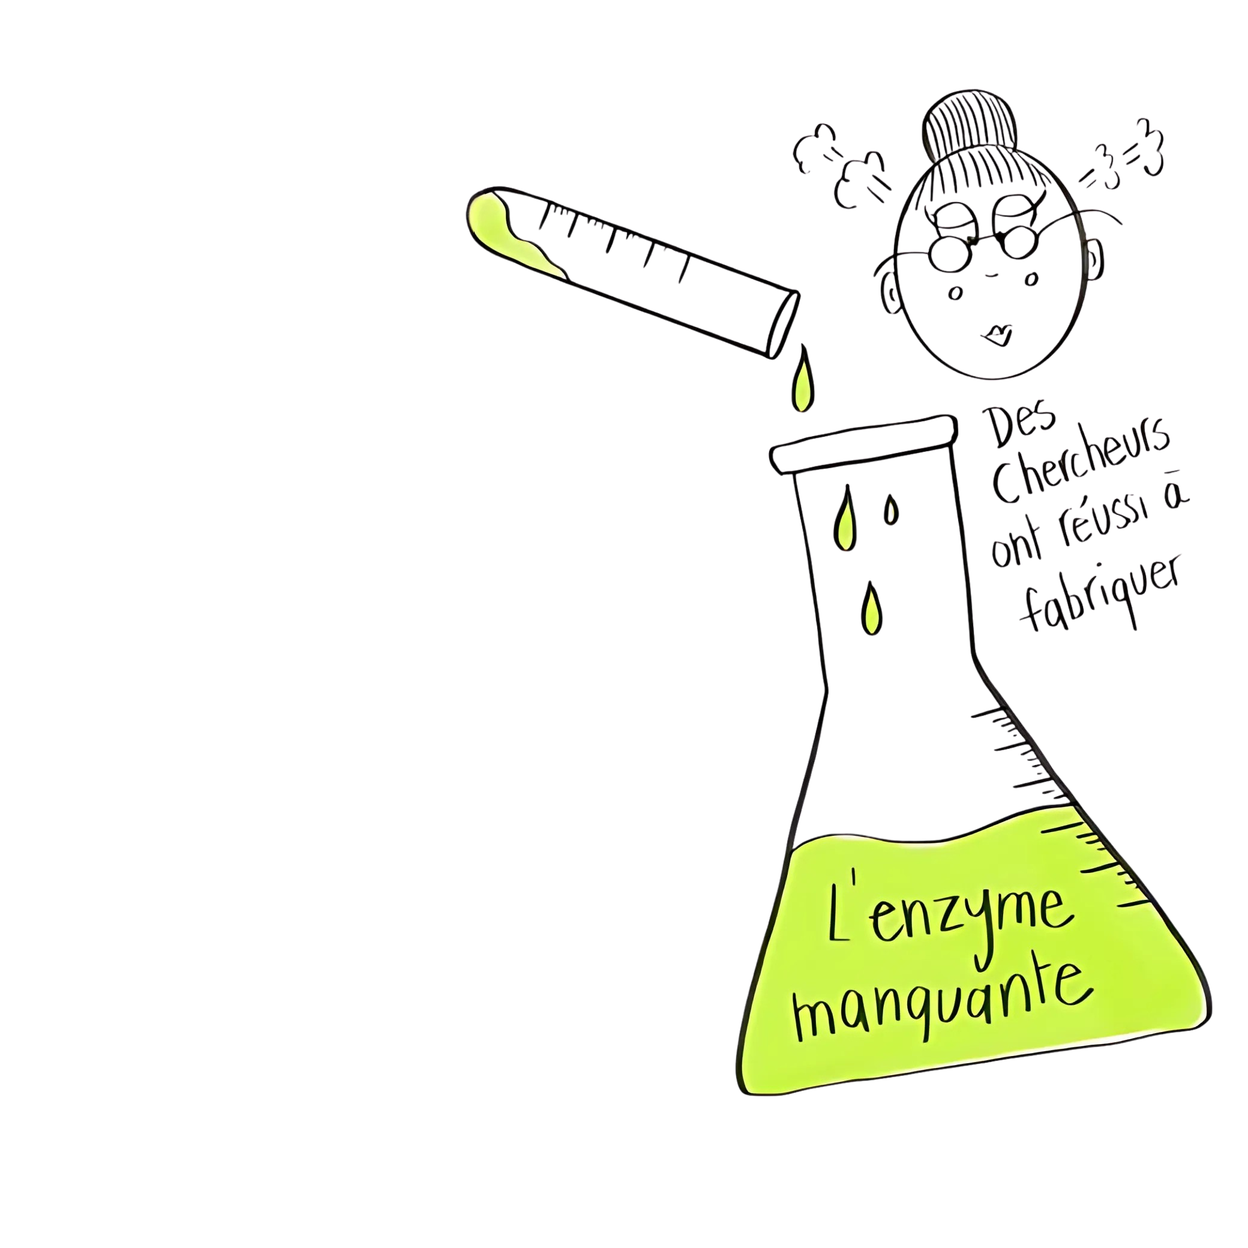 Des
Chercheurs
ont réussi à
fabriquer
L'enzyme
manquante